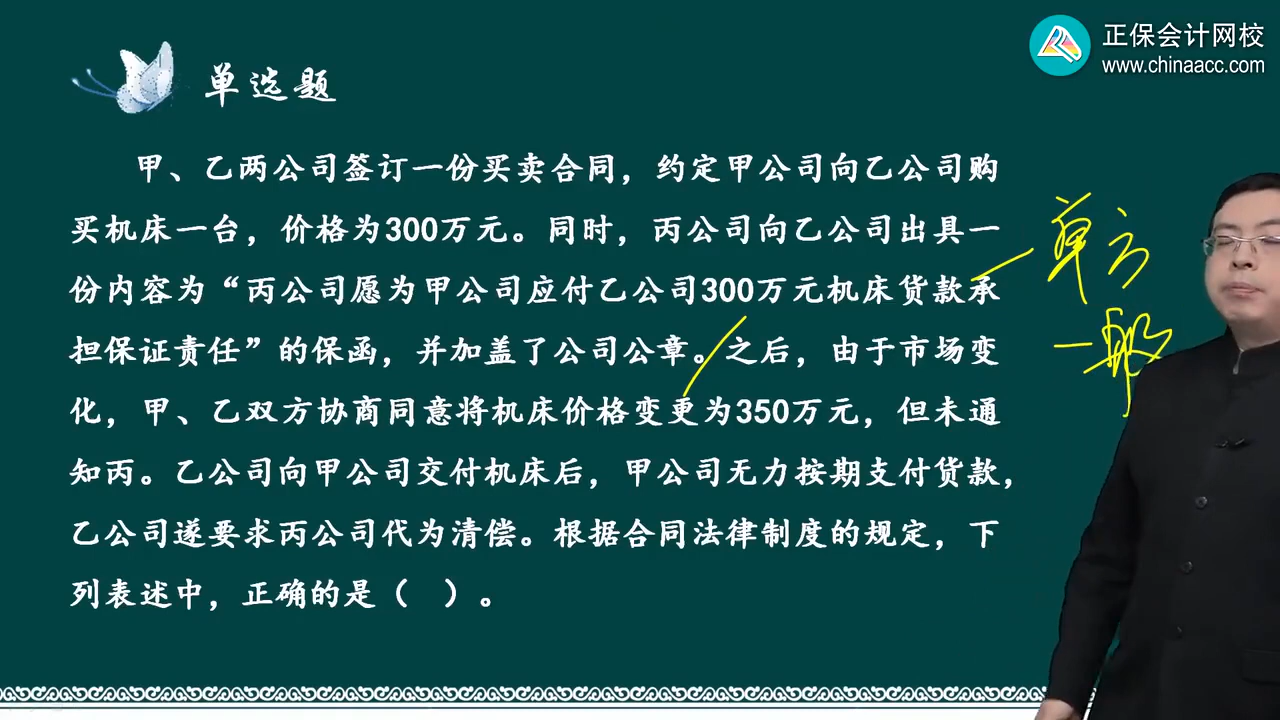 正保会计网校
www.chinaacc.com
单选题
甲、乙两公司签订一份买卖合同，约定甲公司向乙公司购
买机床一台，价格为300万元。同时，丙公司向乙公司出具一
份内容为“丙公司愿为甲公司应付乙公司300万元机床货款承
担保证责任”的保函，并加盖了公司公章。之后，由于市场变
化，甲、乙双方协商同意将机床价格变更为350万元，但未通
知丙。乙公司向甲公司交付机床后，甲公司无力按期支付货款，
乙公司遂要求丙公司代为清偿。根据合同法律制度的规定，下
列表述中，正确的是（ ）。
单方
一般